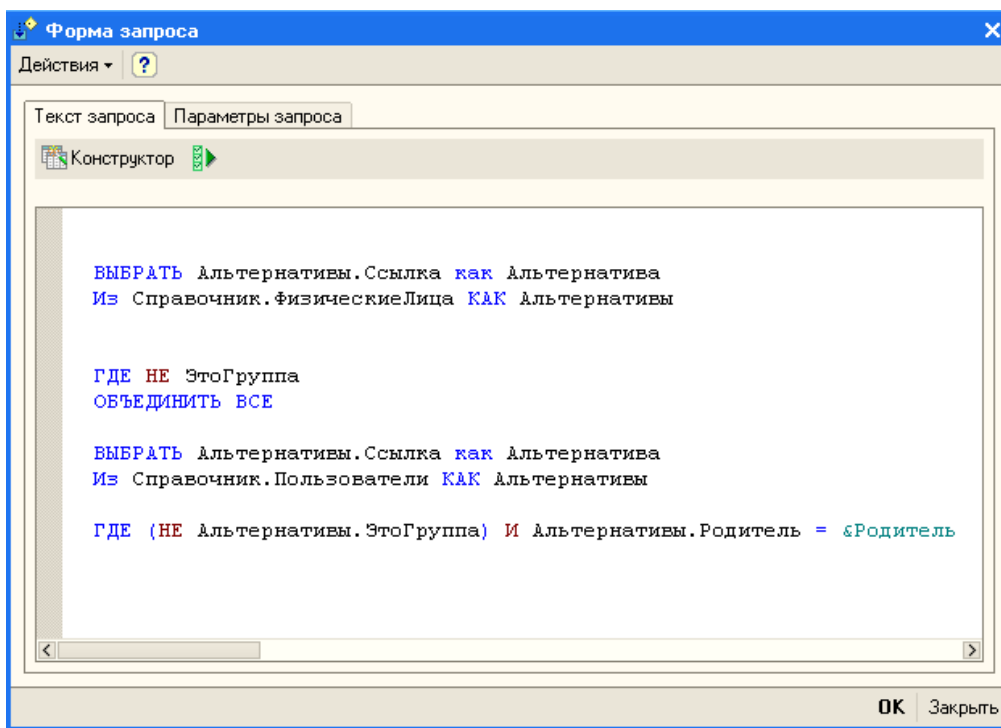 Форма запроса
Действия
Текст запроса Параметры запроса
Конструктор
ВЫБРАТЬ Альтернативы.Ссылка как Альтернатива
Из Справочник.ФизическиеЛица КАК Альтернативы
ГДЕ НЕ ЭтоГруппа
ОБЪЕДИНИТЬ ВСЕ
ВЫБРАТЬ Альтернативы.Ссылка как Альтернатива
Из Справочник.Пользователи КАК Альтернативы
ГДЕ (НЕ Альтернативы.ЭтоГруппа) И Альтернативы.Родитель = &Родитель
ОК Закрыть